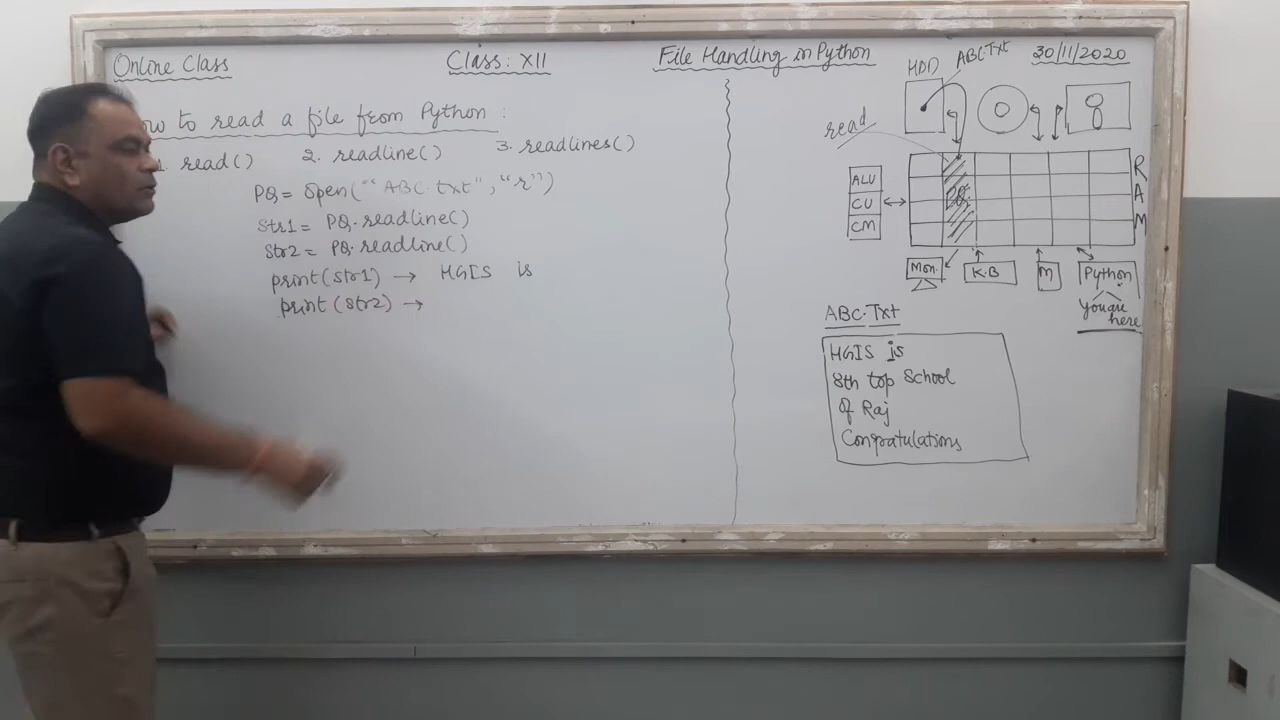 Online Class
Class: XII
File Handling in Python
30/11/2020
ow to read a file from Python :
1. read() 2. readline() 3. readlines()
PQ = open("ABC.txt", "r")
Str1 = PQ.readline()
Str2 = PQ.readline()
print(str1) → HGIS is
print (str2) →
HDD
ABC.Txt
read
ALU
CU
CM
PQ
RAM
Mon.
K.B
M
Python
You are
here
ABC.Txt
HGIS is
8th top School
Of Raj
Congratulations